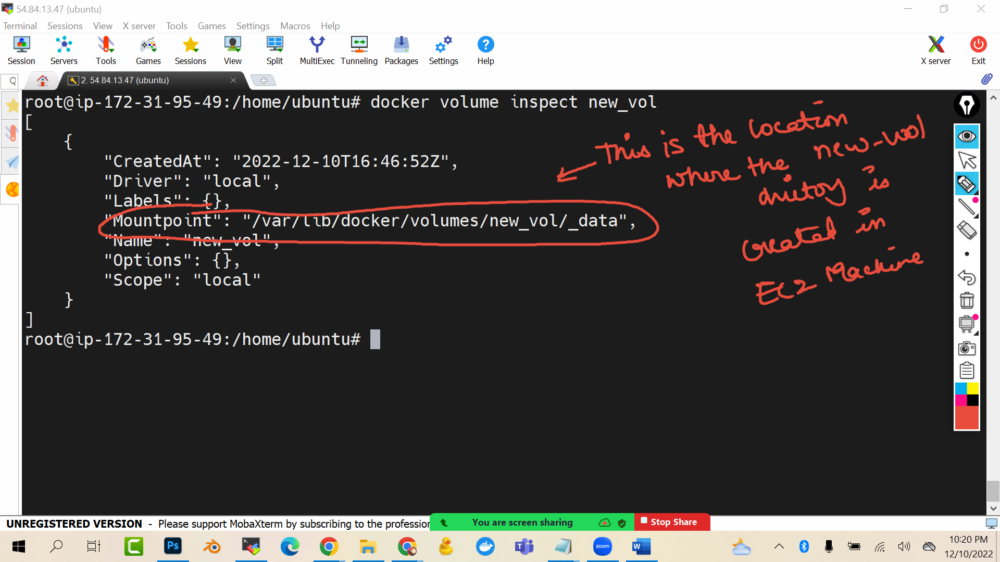 54.84.13.47 (ubuntu)
Terminal Sessions View X server Tools Games Settings Macros Help
Session Servers Tools Games Sessions View Split MultiExec Tunneling Packages Settings Help X server Exit
2. 54.84.13.47 (ubuntu)
root@ip-172-31-95-49:/home/ubuntu# docker volume inspect new_vol
[
{
"CreatedAt": "2022-12-10T16:46:52Z",
"Driver": "local",
"Labels": {},
"Mountpoint": "/var/lib/docker/volumes/new_vol/_data",
"Name": "new_vol",
"Options": {},
"Scope": "local"
}
]
root@ip-172-31-95-49:/home/ubuntu#
This is the location
where the new-vol
is
created in
EC2 Machine
UNREGISTERED VERSION - Please support MobaXterm by subscribing to the profession
You are screen sharing Stop Share
Ps zoom W
10:20 PM
12/10/2022